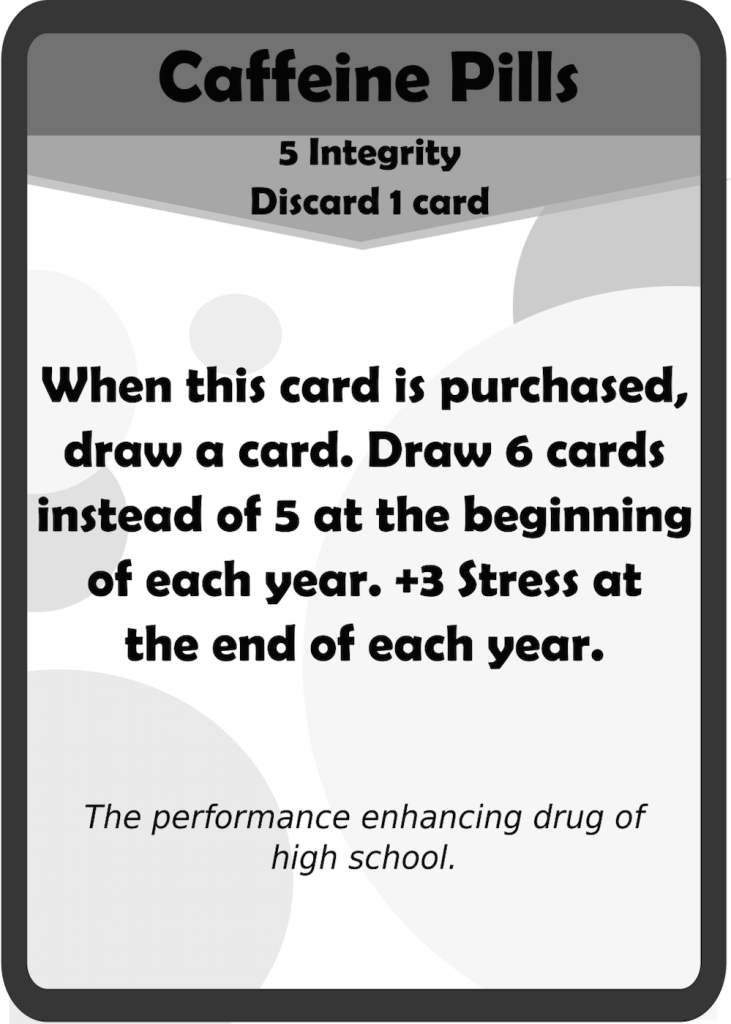 Caffeine Pills
5 Integrity
Discard 1 card
When this card is purchased,
draw a card. Draw 6 cards
instead of 5 at the beginning
of each year. +3 Stress at
the end of each year.
The performance enhancing drug of
high school.